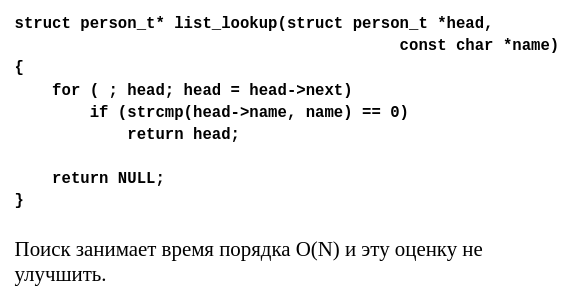 struct person_t* list_lookup(struct person_t *head,
const char *name)
{
for ( ; head; head = head->next)
if (strcmp(head->name, name) == 0)
return head;
return NULL;
}
Поиск занимает время порядка O(N) и эту оценку не
улучшить.